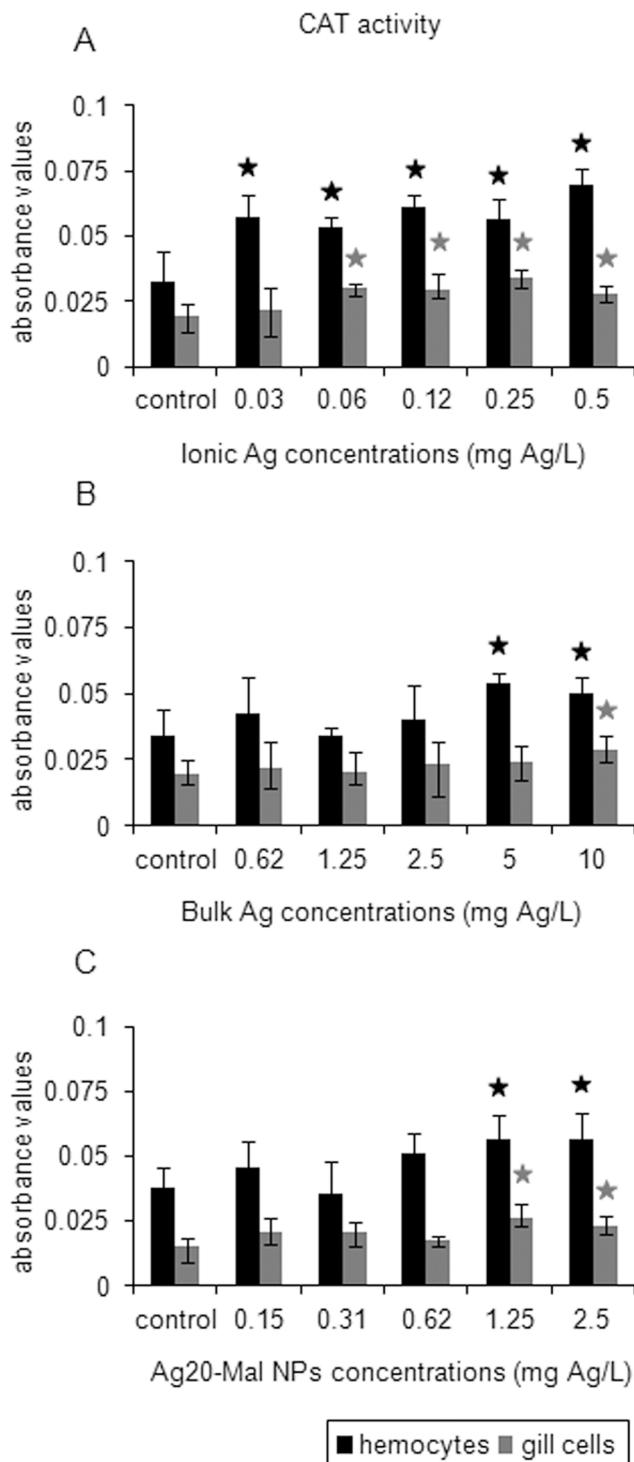 CAT activity
A
absorbance values
0.1
0.075
0.05
0.025
0
control 0.03 0.06 0.12 0.25 0.5
Ionic Ag concentrations (mg Ag/L)
B
absorbance values
0.1
0.075
0.05
0.025
0
control 0.62 1.25 2.5 5 10
Bulk Ag concentrations (mg Ag/L)
C
absorbance values
0.1
0.075
0.05
0.025
0
control 0.15 0.31 0.62 1.25 2.5
Ag20-Mal NPs concentrations (mg Ag/L)
hemocytes gill cells